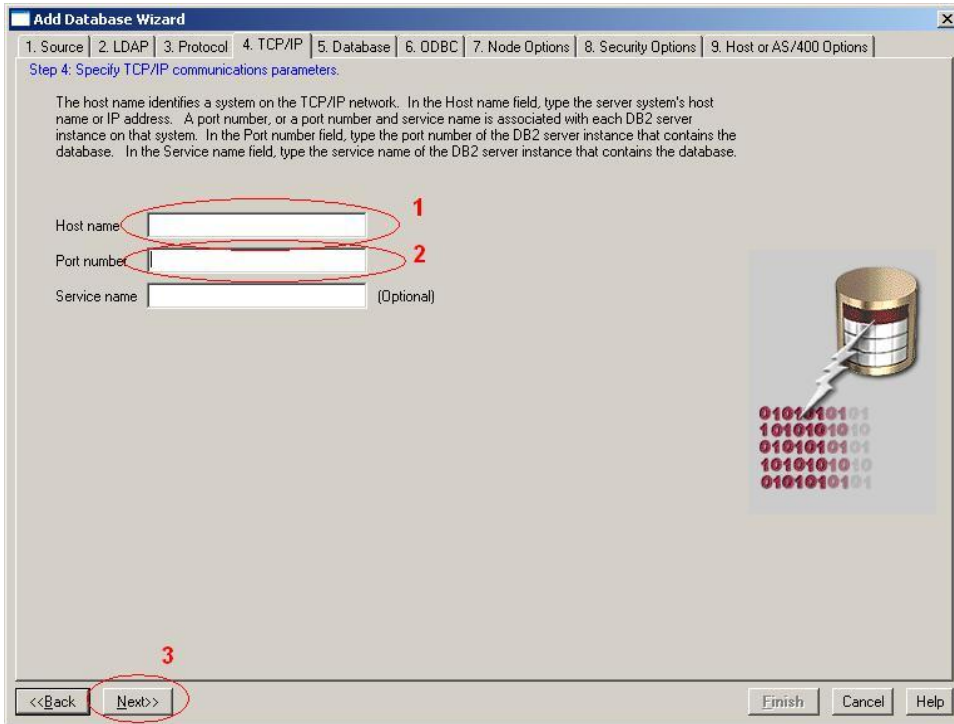 Add Database Wizard
1. Source 2. LDAP 3. Protocol 4. TCP/IP 5. Database 6. ODBC 7. Node Options 8. Security Options 9. Host or AS/400 Options
Step 4: Specify TCP/IP communications parameters.
The host name identifies a system on the TCP/IP network. In the Host name field, type the server system's host
name or IP address. A port number, or a port number and service name is associated with each DB2 server
instance on that system. In the Port number field, type the port number of the DB2 server instance that contains the
database. In the Service name field, type the service name of the DB2 server instance that contains the database.
1
Host name
Port number 2
Service name (Optional)
0101010101
1010101010
0101010101
1010101010
0101010101
3
<<Back Next>> Finish Cancel Help